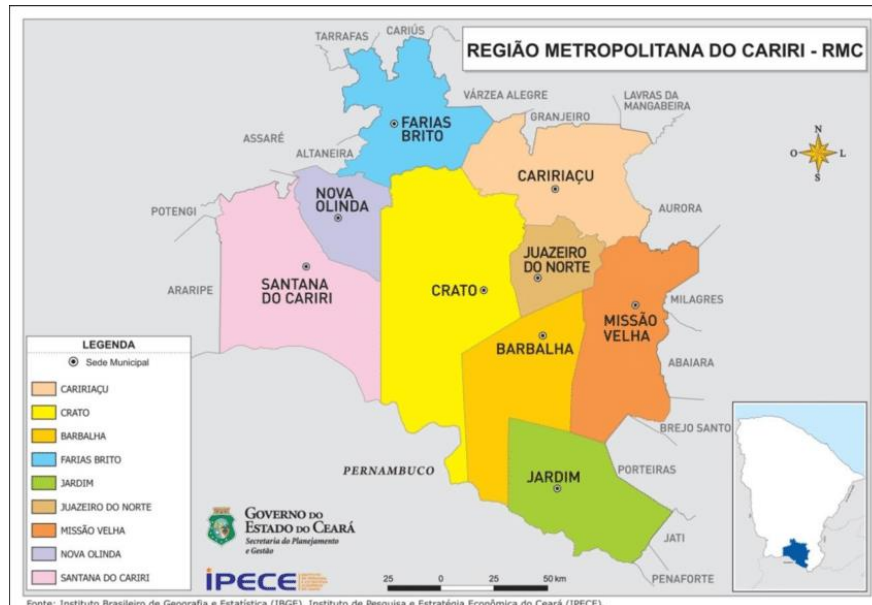 REGIÃO METROPOLITANA DO CARIRI - RMC
TARRAFAS
CARIÚS
VÁRZEA ALEGRE
LAVRAS DA
MANGABEIRA
GRANJEIRO
FARIAS
BRITO
ASSARÉ
ALTANEIRA
N
O
L
S
CARIRIAÇU
NOVA
OLINDA
POTENGI
AURORA
JUAZEIRO
DO NORTE
SANTANA
DO CARIRI
ARARIPE
CRATO
MILAGRES
MISSÃO
VELHA
BARBALHA
ABAIARA
BREJO SANTO
PERNAMBUCO
JARDIM
PORTEIRAS
JATI
PENAFORTE
LEGENDA
Sede Municipal
CARIRIAÇU
CRATO
BARBALHA
FARIAS BRITO
JARDIM
JUAZEIRO DO NORTE
MISSÃO VELHA
NOVA OLINDA
SANTANA DO CARIRI
GOVERNO DO
ESTADO DO CEARÁ
Secretaria do Planejamento
e Gestão
IPECE
25 0 25 50 km
Fonte: Instituto Brasileiro de Geografia e Estatística (IBGE), Instituto de Pesquisa e Estratégia Econômica do Ceará (IPECE)